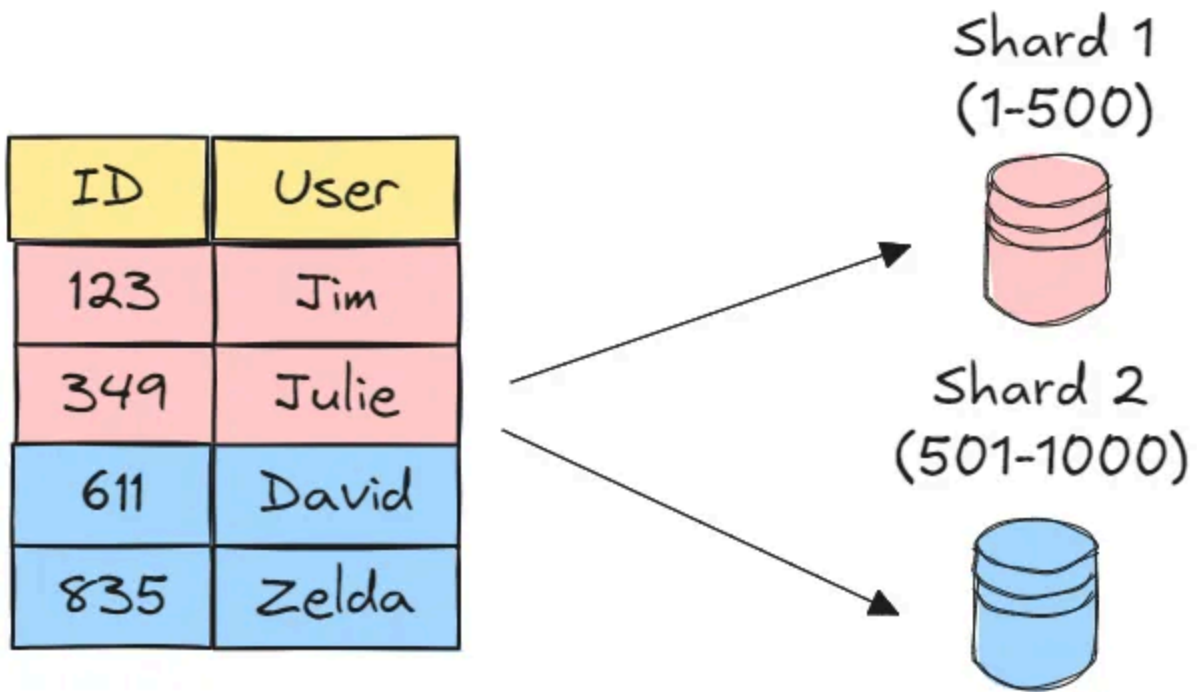 ID User
123 Jim
349 Julie
611 David
835 Zelda
Shard 1
(1-500)
Shard 2
(501-1000)